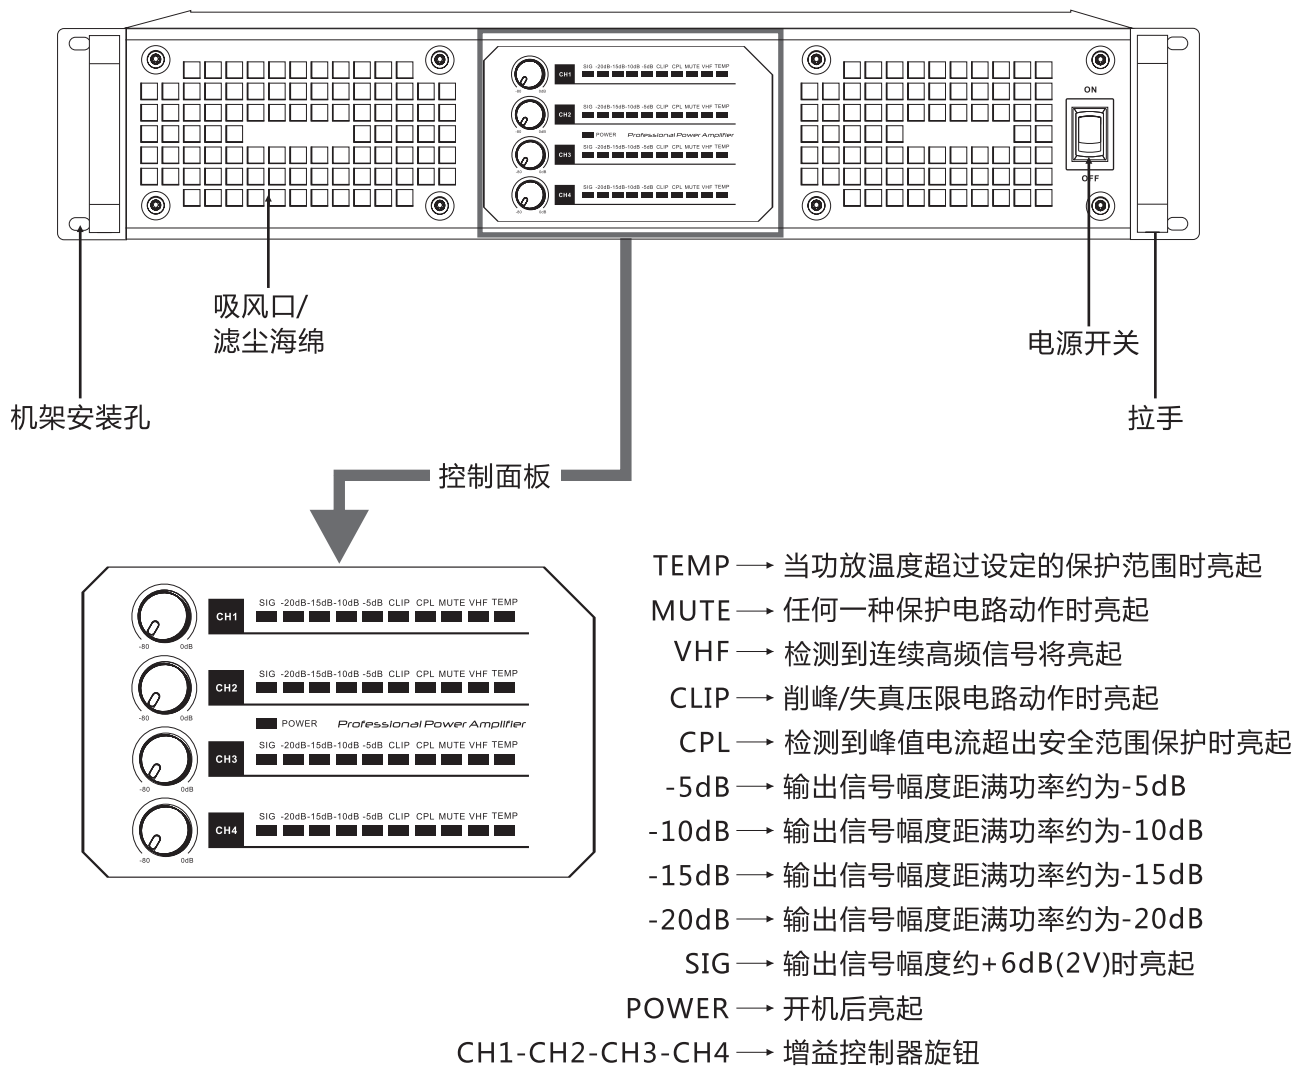 CH1 SIG -20dB-15dB-10dB -5dB CLIP CPL MUTE VHF TEMP
-80 0dB
CH2 SIG -20dB-15dB-10dB -5dB CLIP CPL MUTE VHF TEMP
-80 0dB
POWER Professional Power Amplifier
CH3 SIG -20dB-15dB-10dB -5dB CLIP CPL MUTE VHF TEMP
-80 0dB
CH4 SIG -20dB-15dB-10dB -5dB CLIP CPL MUTE VHF TEMP
-80 0dB
ON
OFF
吸风口/
滤尘海绵
电源开关
机架安装孔
拉手
控制面板
CH1 SIG -20dB-15dB-10dB -5dB CLIP CPL MUTE VHF TEMP
-80 0dB
CH2 SIG -20dB-15dB-10dB -5dB CLIP CPL MUTE VHF TEMP
-80 0dB
POWER Professional Power Amplifier
CH3 SIG -20dB-15dB-10dB -5dB CLIP CPL MUTE VHF TEMP
-80 0dB
CH4 SIG -20dB-15dB-10dB -5dB CLIP CPL MUTE VHF TEMP
-80 0dB
TEMP → 当功放温度超过设定的保护范围时亮起
MUTE → 任何一种保护电路动作时亮起
VHF → 检测到连续高频信号将亮起
CLIP → 削峰/失真压限电路动作时亮起
CPL → 检测到峰值电流超出安全范围保护时亮起
-5dB → 输出信号幅度距满功率约为-5dB
-10dB → 输出信号幅度距满功率约为-10dB
-15dB → 输出信号幅度距满功率约为-15dB
-20dB → 输出信号幅度距满功率约为-20dB
SIG → 输出信号幅度约+6dB(2V)时亮起
POWER → 开机后亮起
CH1-CH2-CH3-CH4 → 增益控制器旋钮